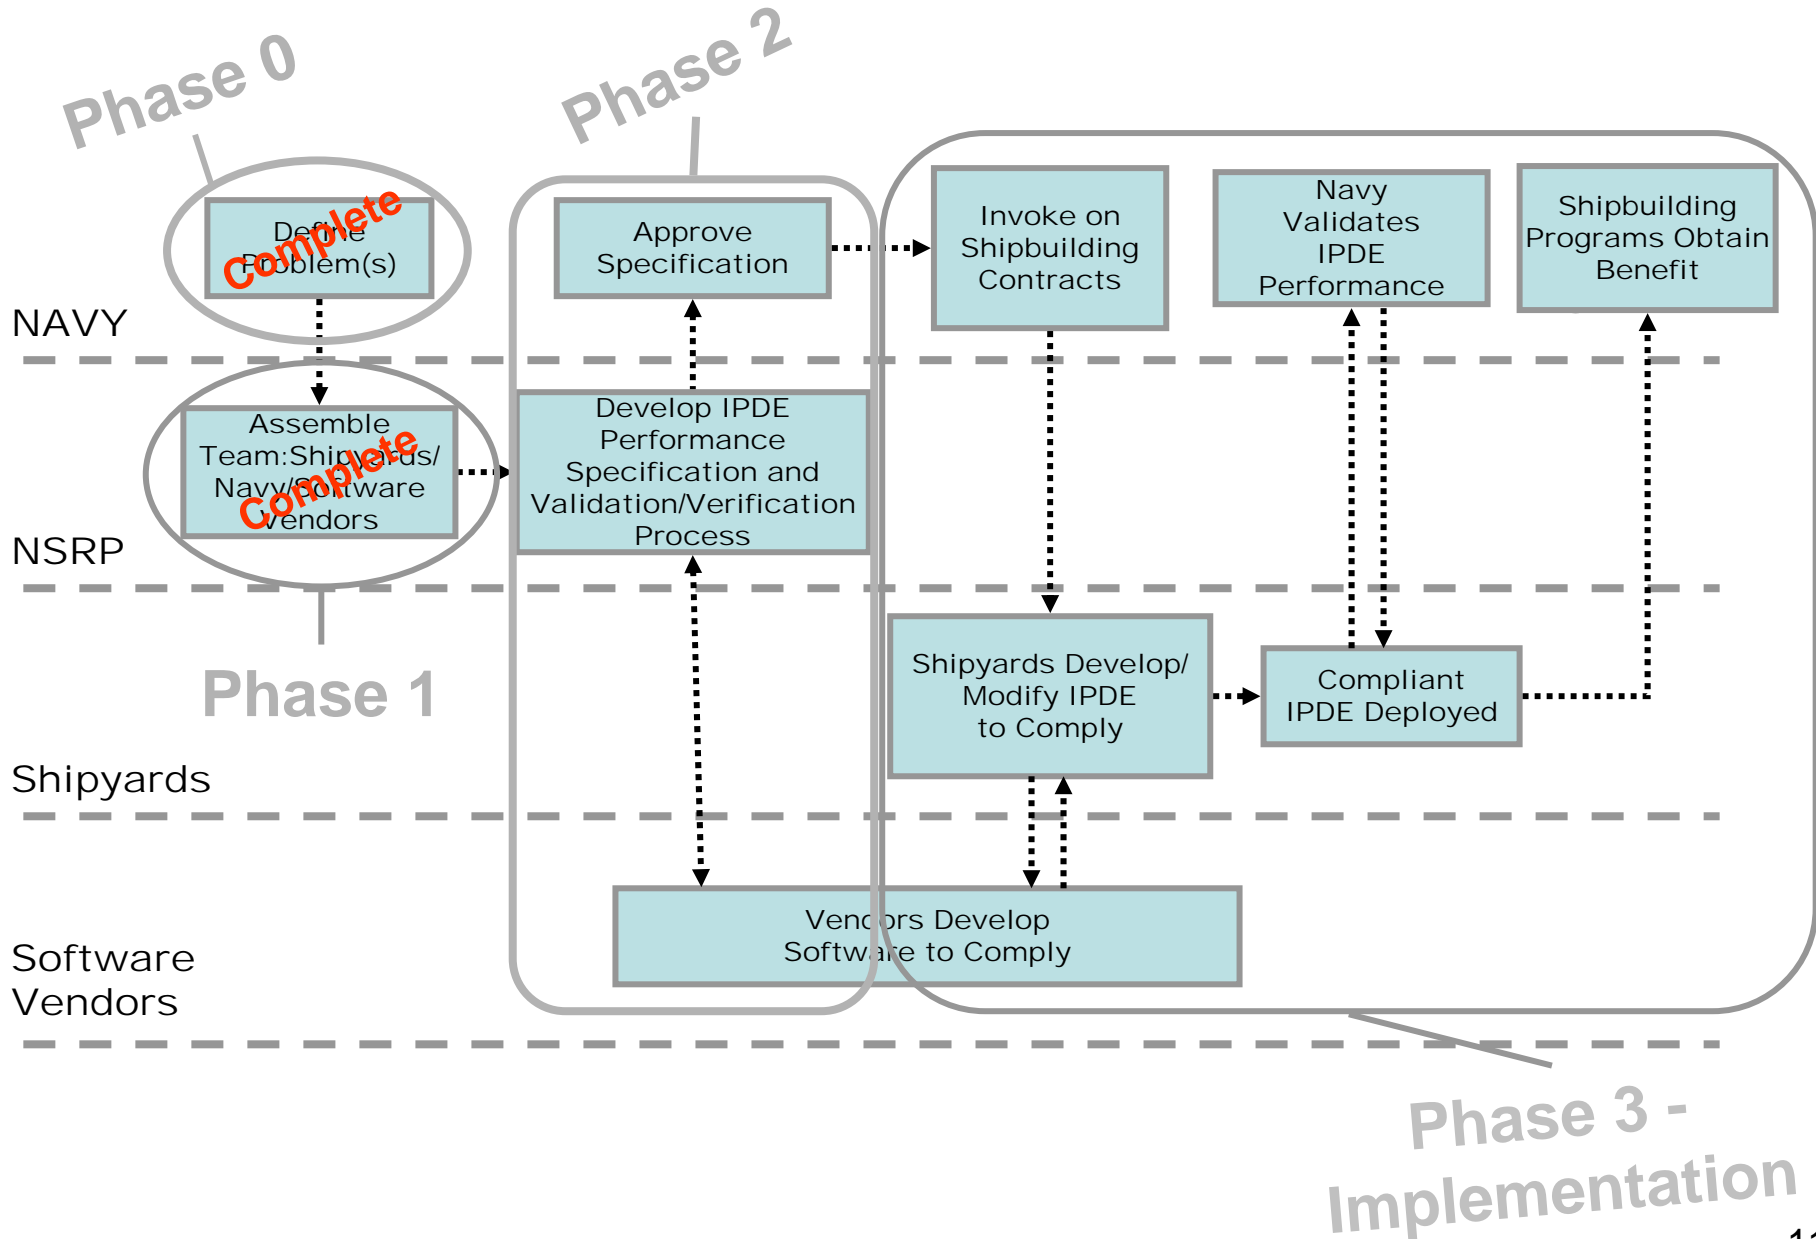 Phase 0
Phase 2
Define
Problem(s)
Complete
Approve
Specification
Invoke on
Shipbuilding
Contracts
Navy
Validates
IPDE
Performance
Shipbuilding
Programs Obtain
Benefit
NAVY
Assemble
Team:Shipyards/
Navy/Software
Vendors
Complete
Develop IPDE
Performance
Specification and
Validation/Verification
Process
NSRP
Phase 1
Shipyards Develop/
Modify IPDE
to Comply
Compliant
IPDE Deployed
Shipyards
Vendors Develop
Software to Comply
Software
Vendors
Phase 3 -
Implementation